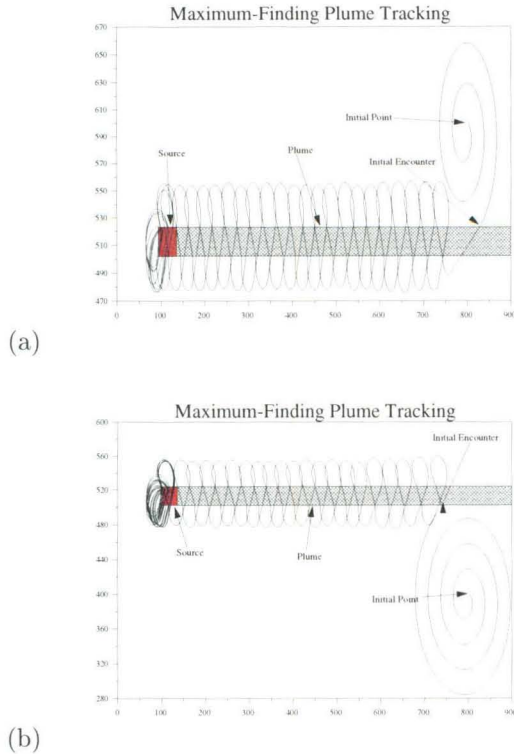 Maximum-Finding Plume Tracking
670
650
630
610
590
570
550
530
510
490
470
Initial Point
Source
Plume
Initial Encounter
0 100 200 300 400 500 600 700 800 900
(a)
Maximum-Finding Plume Tracking
600
560
520
480
440
400
360
320
280
Initial Encounter
Source
Plume
Initial Point
0 100 200 300 400 500 600 700 800 900
(b)